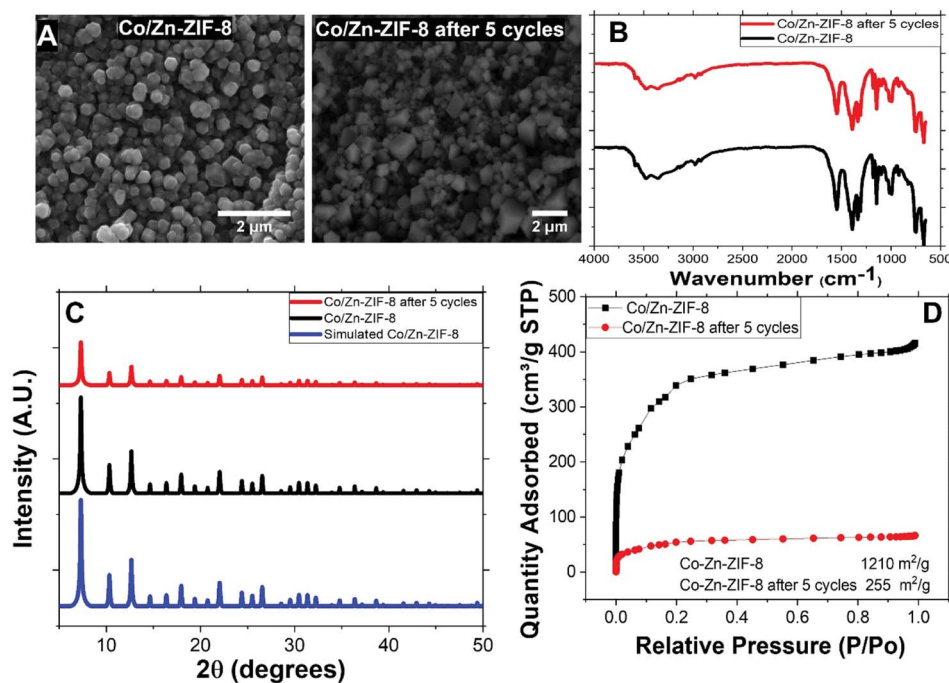 A
Co/Zn-ZIF-8
2 µm
Co/Zn-ZIF-8 after 5 cycles
2 µm
B
Co/Zn-ZIF-8 after 5 cycles
Co/Zn-ZIF-8
4000 3500 3000 2500 2000 1500 1000 500
Wavenumber (cm-1)
C
Co/Zn-ZIF-8 after 5 cycles
Co/Zn-ZIF-8
Simulated Co/Zn-ZIF-8
Intensity (A.U.)
10 20 30 40 50
2θ (degrees)
D
Co/Zn-ZIF-8
Co/Zn-ZIF-8 after 5 cycles
Quantity Adsorbed (cm³/g STP)
500
400
350
200
100
50
0
Co-Zn-ZIF-8 1210 m²/g
Co-Zn-ZIF-8 after 5 cycles 255 m²/g
0.0 0.2 0.4 0.6 0.8 1.0
Relative Pressure (P/Po)